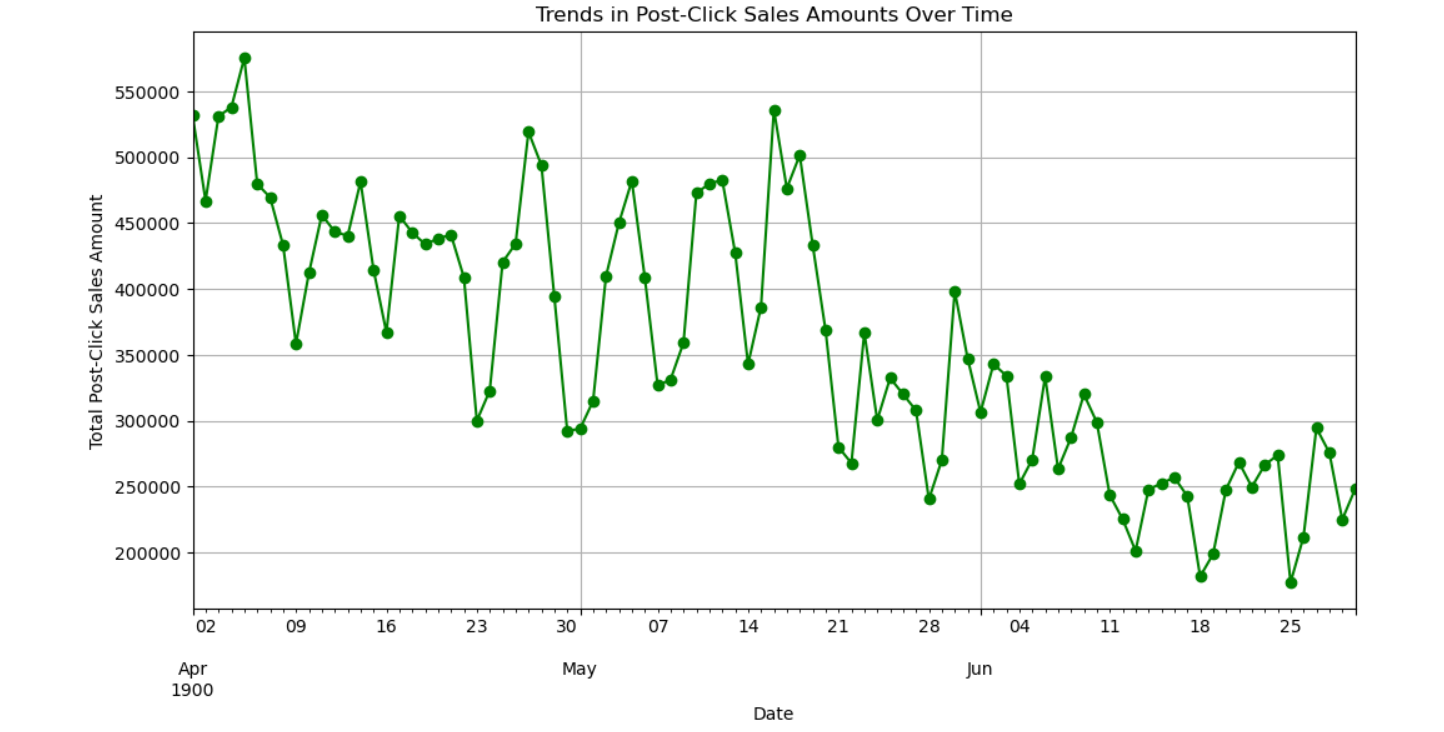 Trends in Post-Click Sales Amounts Over Time
Total Post-Click Sales Amount
550000
500000
450000
400000
350000
300000
250000
200000
02 09 16 23 30 07 14 21 28 04 11 18 25
Apr May Jun
1900
Date